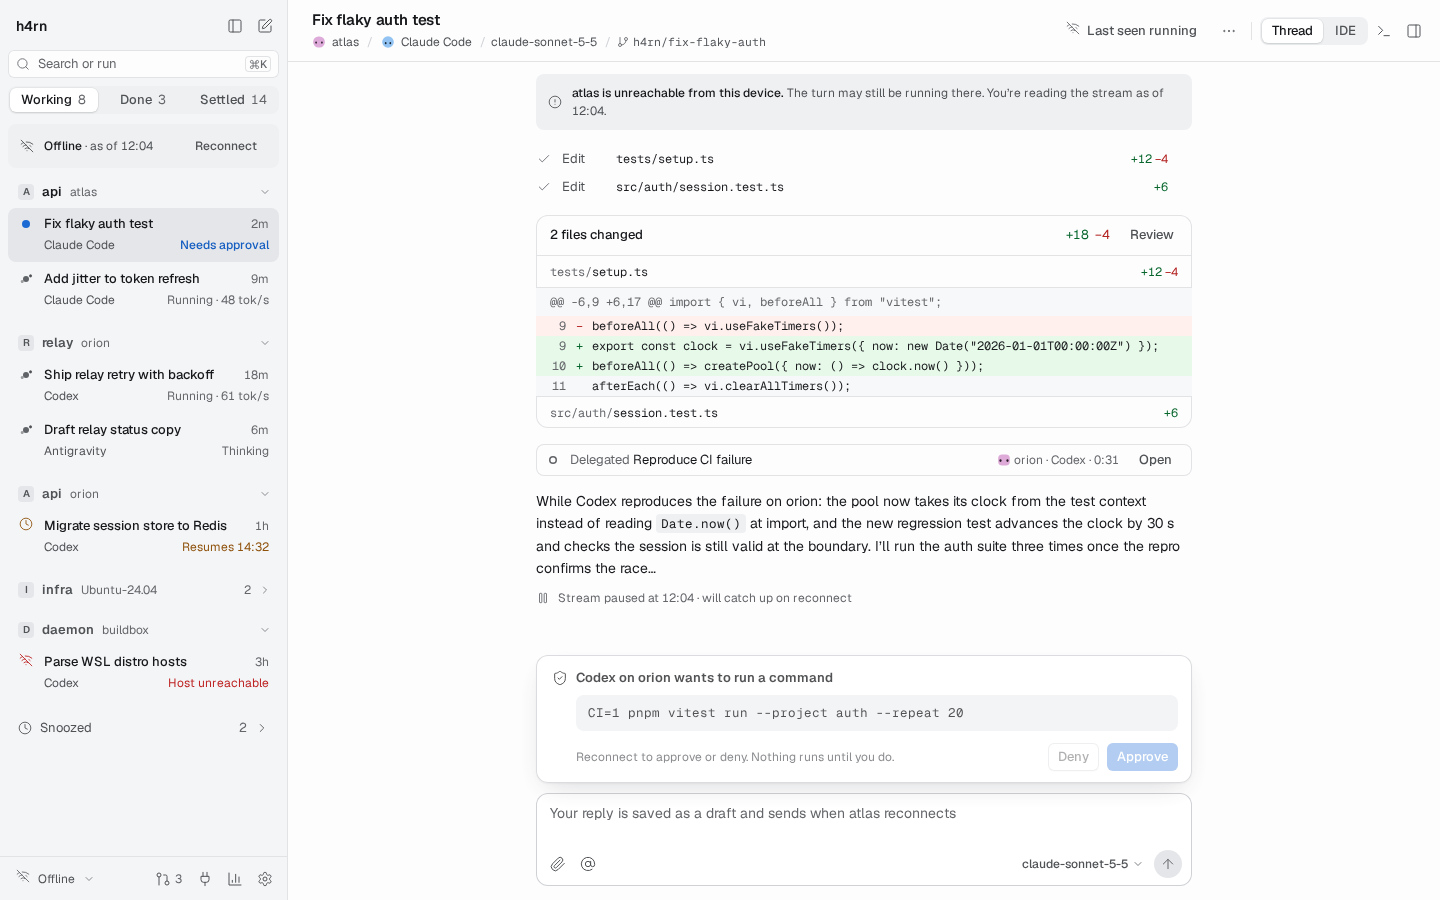 h4rn
Search or run
⌘K
Working 8
Done 3
Settled 14
Offline · as of 12:04
Reconnect
A api atlas
Fix flaky auth test 2m
Claude Code Needs approval
Add jitter to token refresh 9m
Claude Code Running · 48 tok/s
R relay orion
Ship relay retry with backoff 18m
Codex Running · 61 tok/s
Draft relay status copy 6m
Antigravity Thinking
A api orion
Migrate session store to Redis 1h
Codex Resumes 14:32
I infra Ubuntu-24.04 2
D daemon buildbox
Parse WSL distro hosts 3h
Codex Host unreachable
Snoozed 2
Offline
3
Fix flaky auth test
atlas / Claude Code / claude-sonnet-5-5 / h4rn/fix-flaky-auth
Last seen running
Thread
IDE
atlas is unreachable from this device. The turn may still be running there. You're reading the stream as of
12:04.
Edit tests/setup.ts +12 −4
Edit src/auth/session.test.ts +6
2 files changed +18 −4 Review
tests/setup.ts +12 −4
@@ -6,9 +6,17 @@ import { vi, beforeAll } from "vitest";
9 − beforeAll(() => vi.useFakeTimers());
9 + export const clock = vi.useFakeTimers({ now: new Date("2026-01-01T00:00:00Z") });
10 + beforeAll(() => createPool({ now: () => clock.now() }));
11 afterEach(() => vi.clearAllTimers());
src/auth/session.test.ts +6
Delegated Reproduce CI failure orion · Codex · 0:31 Open
While Codex reproduces the failure on orion: the pool now takes its clock from the test context
instead of reading Date.now() at import, and the new regression test advances the clock by 30 s
and checks the session is still valid at the boundary. I'll run the auth suite three times once the repro
confirms the race…
Stream paused at 12:04 · will catch up on reconnect
Codex on orion wants to run a command
CI=1 pnpm vitest run --project auth --repeat 20
Reconnect to approve or deny. Nothing runs until you do.
Deny
Approve
Your reply is saved as a draft and sends when atlas reconnects
claude-sonnet-5-5